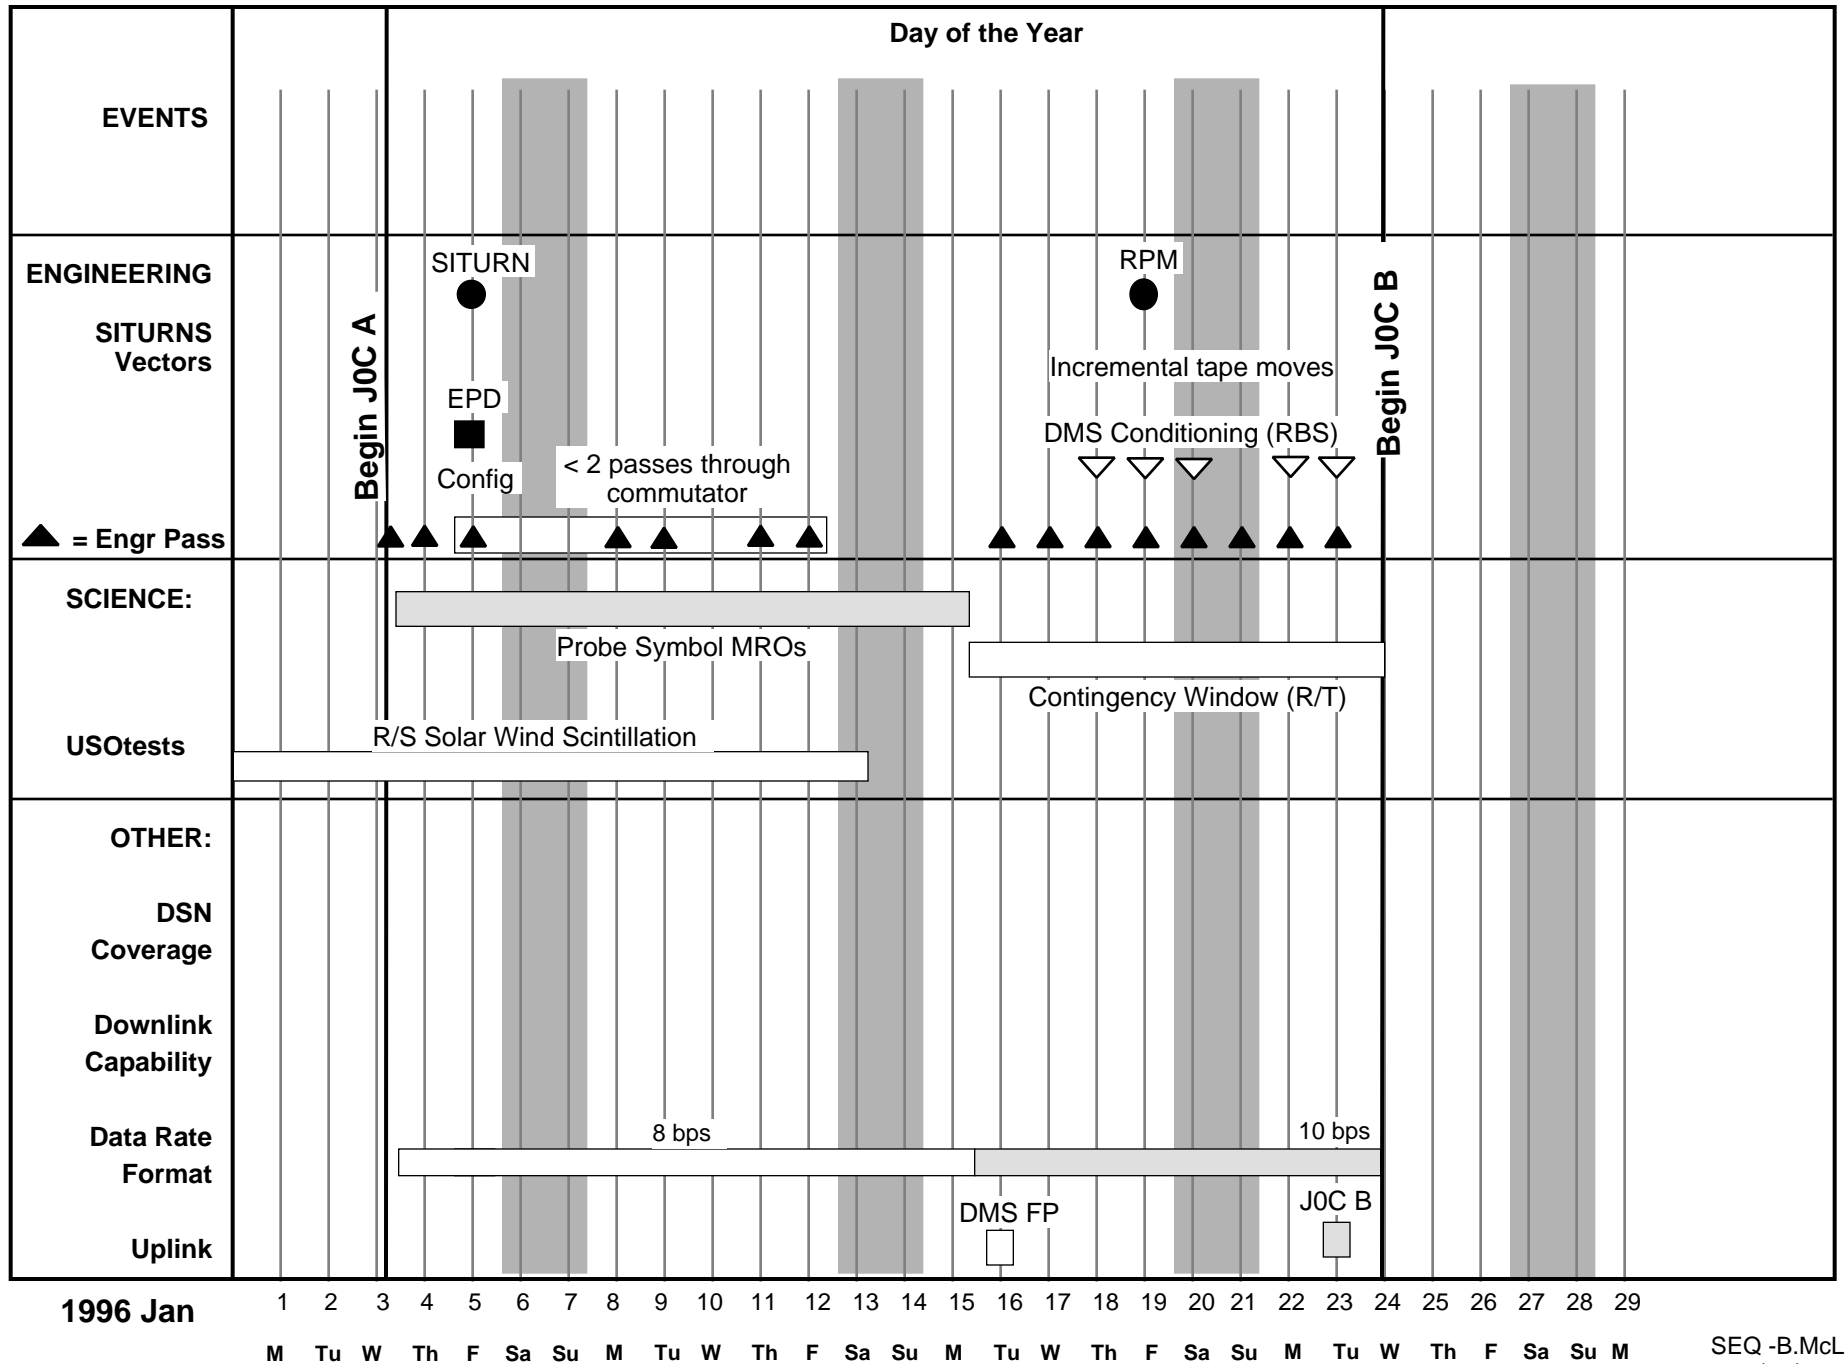 Day of the Year
EVENTS
ENGINEERING
SITURNS
Vectors
SITURN
RPM
Begin J0C A
Begin J0C B
Incremental tape moves
EPD
Config
DMS Conditioning (RBS)
< 2 passes through
commutator
= Engr Pass
SCIENCE:
Probe Symbol MROs
Contingency Window (R/T)
USOtests
R/S Solar Wind Scintillation
OTHER:
DSN
Coverage
Downlink
Capability
Data Rate
Format
8 bps
10 bps
DMS FP
J0C B
Uplink
1996 Jan
1 2 3 4 5 6 7 8 9 10 11 12 13 14 15 16 17 18 19 20 21 22 23 24 25 26 27 28 29
M Tu W Th F Sa Su M Tu W Th F Sa Su M Tu W Th F Sa Su M Tu W Th F Sa Su M
SEQ -B.McL